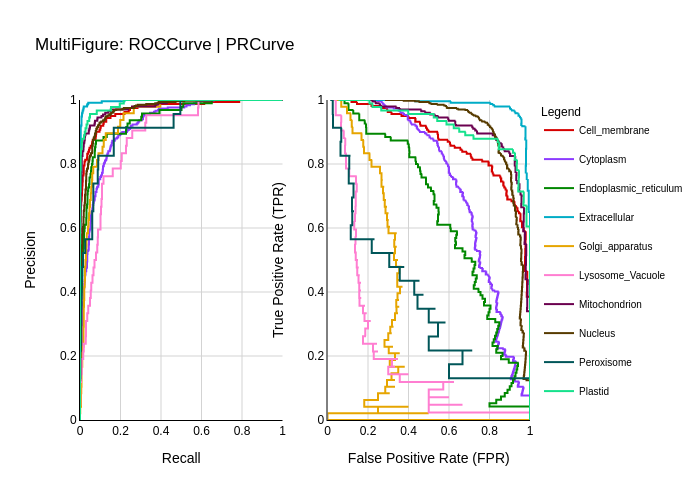 MultiFigure: ROCCurve | PRCurve
Precision
1
0.8
0.6
0.4
0.2
0
0
0.2
0.4
0.6
0.8
1
Recall
True Positive Rate (TPR)
1
0.8
0.6
0.4
0.2
0
0
0.2
0.4
0.6
0.8
1
False Positive Rate (FPR)
Legend
Cell_membrane
Cytoplasm
Endoplasmic_reticulum
Extracellular
Golgi_apparatus
Lysosome_Vacuole
Mitochondrion
Nucleus
Peroxisome
Plastid